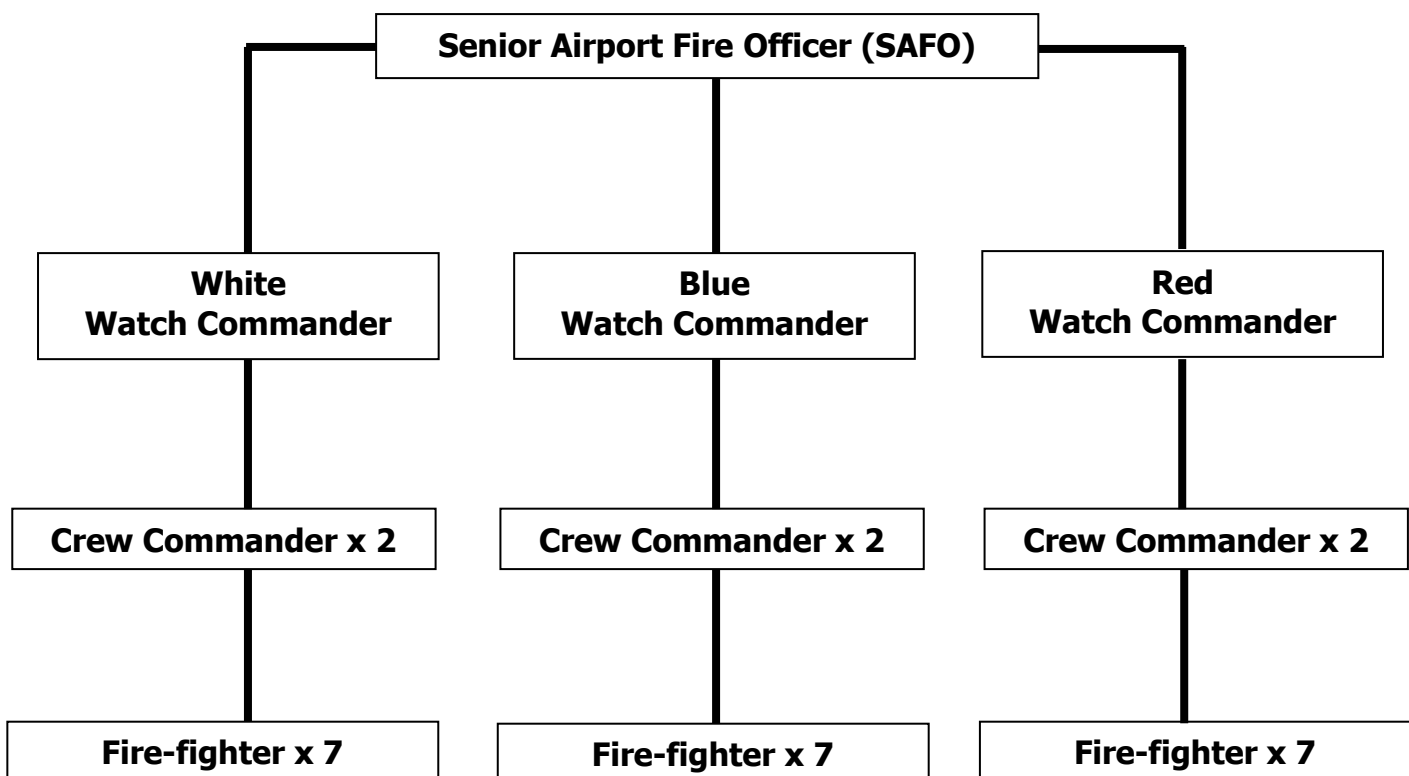 Senior Airport Fire Officer (SAFO)
White
Watch Commander
Blue
Watch Commander
Red
Watch Commander
Crew Commander x 2
Crew Commander x 2
Crew Commander x 2
Fire-fighter x 7
Fire-fighter x 7
Fire-fighter x 7